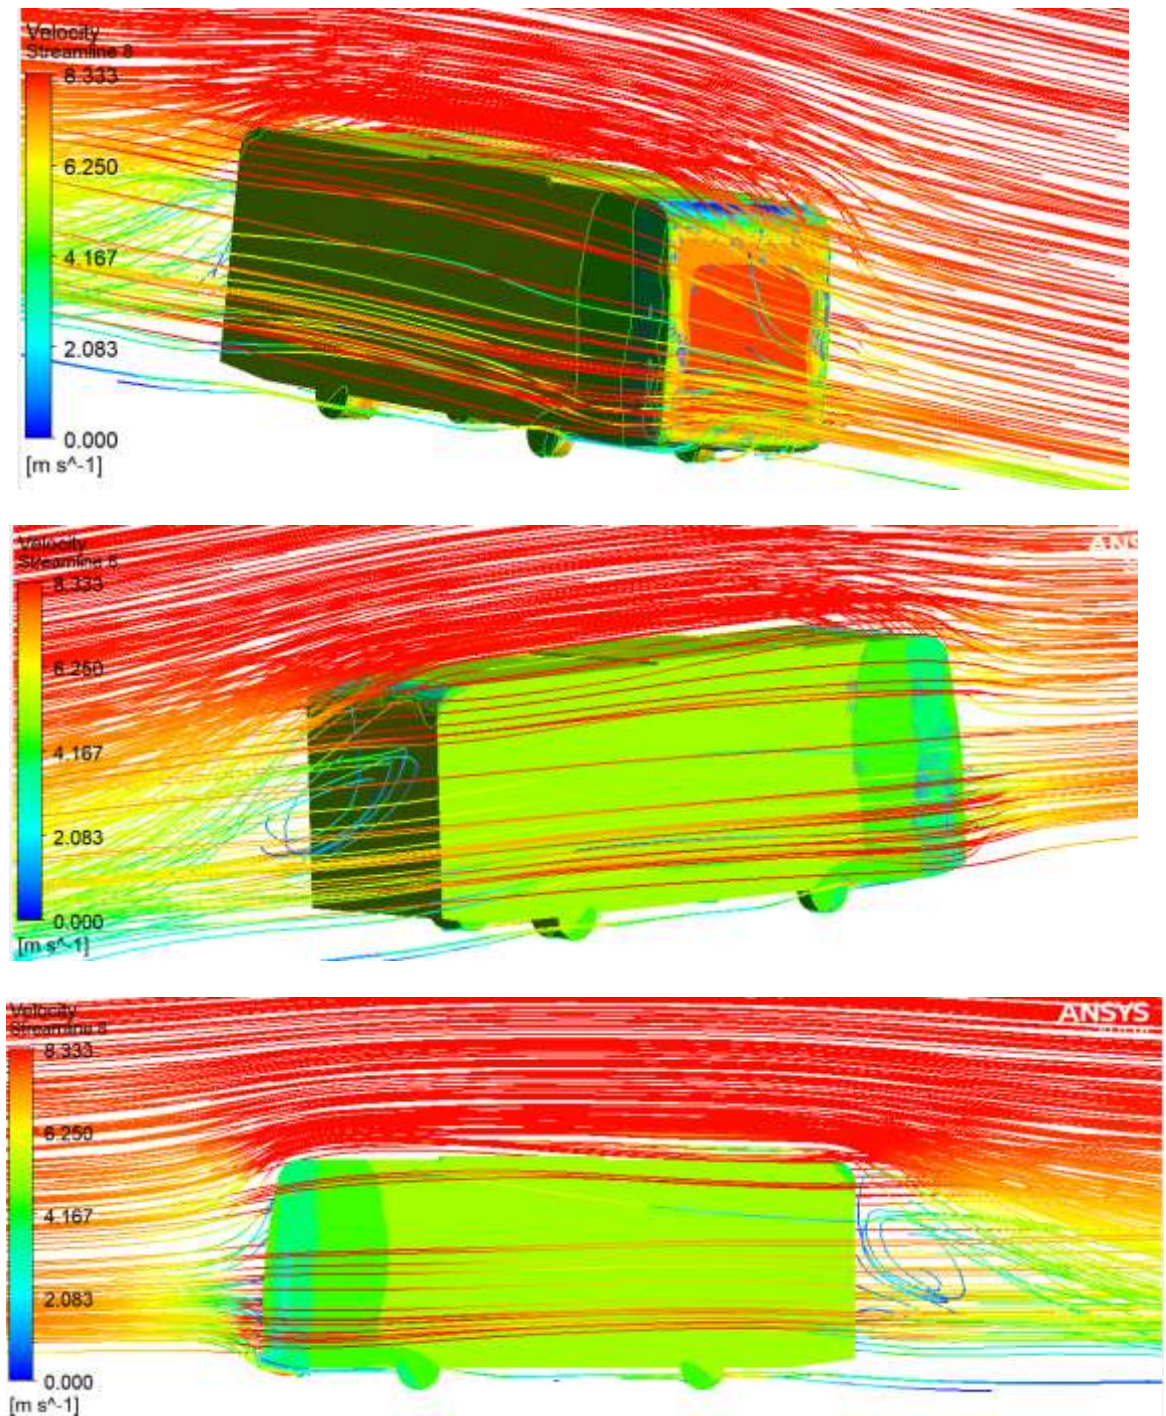 Velocity
Streamline 8
8.333
6.250
4.167
2.083
0.000
[m s^-1]
ANS
Velocity
Streamline 8
8.333
6.250
4.167
2.083
0.000
[m s^-1]
ANSYS
Velocity
Streamline 8
8.333
6.250
4.167
2.083
0.000
[m s^-1]